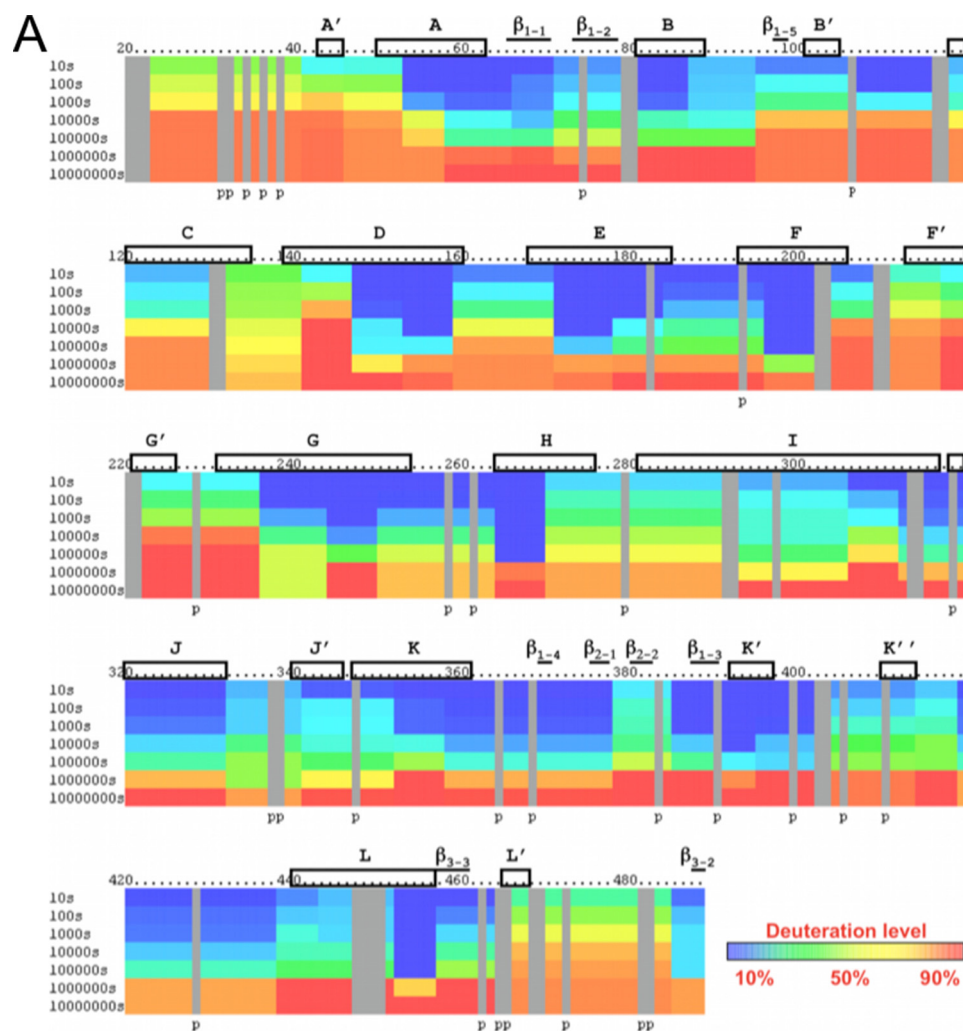 A
A' A β1-1 β1-2 B β1-5 B'
20 40 60 80 100
10s
100s
1000s
10000s
100000s
1000000s
10000000s
pp p p p p p
C D E F F'
120 140 160 180 200
10s
100s
1000s
10000s
100000s
1000000s
10000000s
p
G' G H I
220 240 260 280 300
10s
100s
1000s
10000s
100000s
1000000s
10000000s
p p p p p
J J' K β1-4 β2-1 β2-2 β1-3 K' K''
320 340 360 380 400
10s
100s
1000s
10000s
100000s
1000000s
10000000s
pp p p p p p p p p
L β3-3 L' β3-2
420 440 460 480
10s
100s
1000s
10000s
100000s
1000000s
10000000s
p p pp p pp
Deuteration level
10% 50% 90%